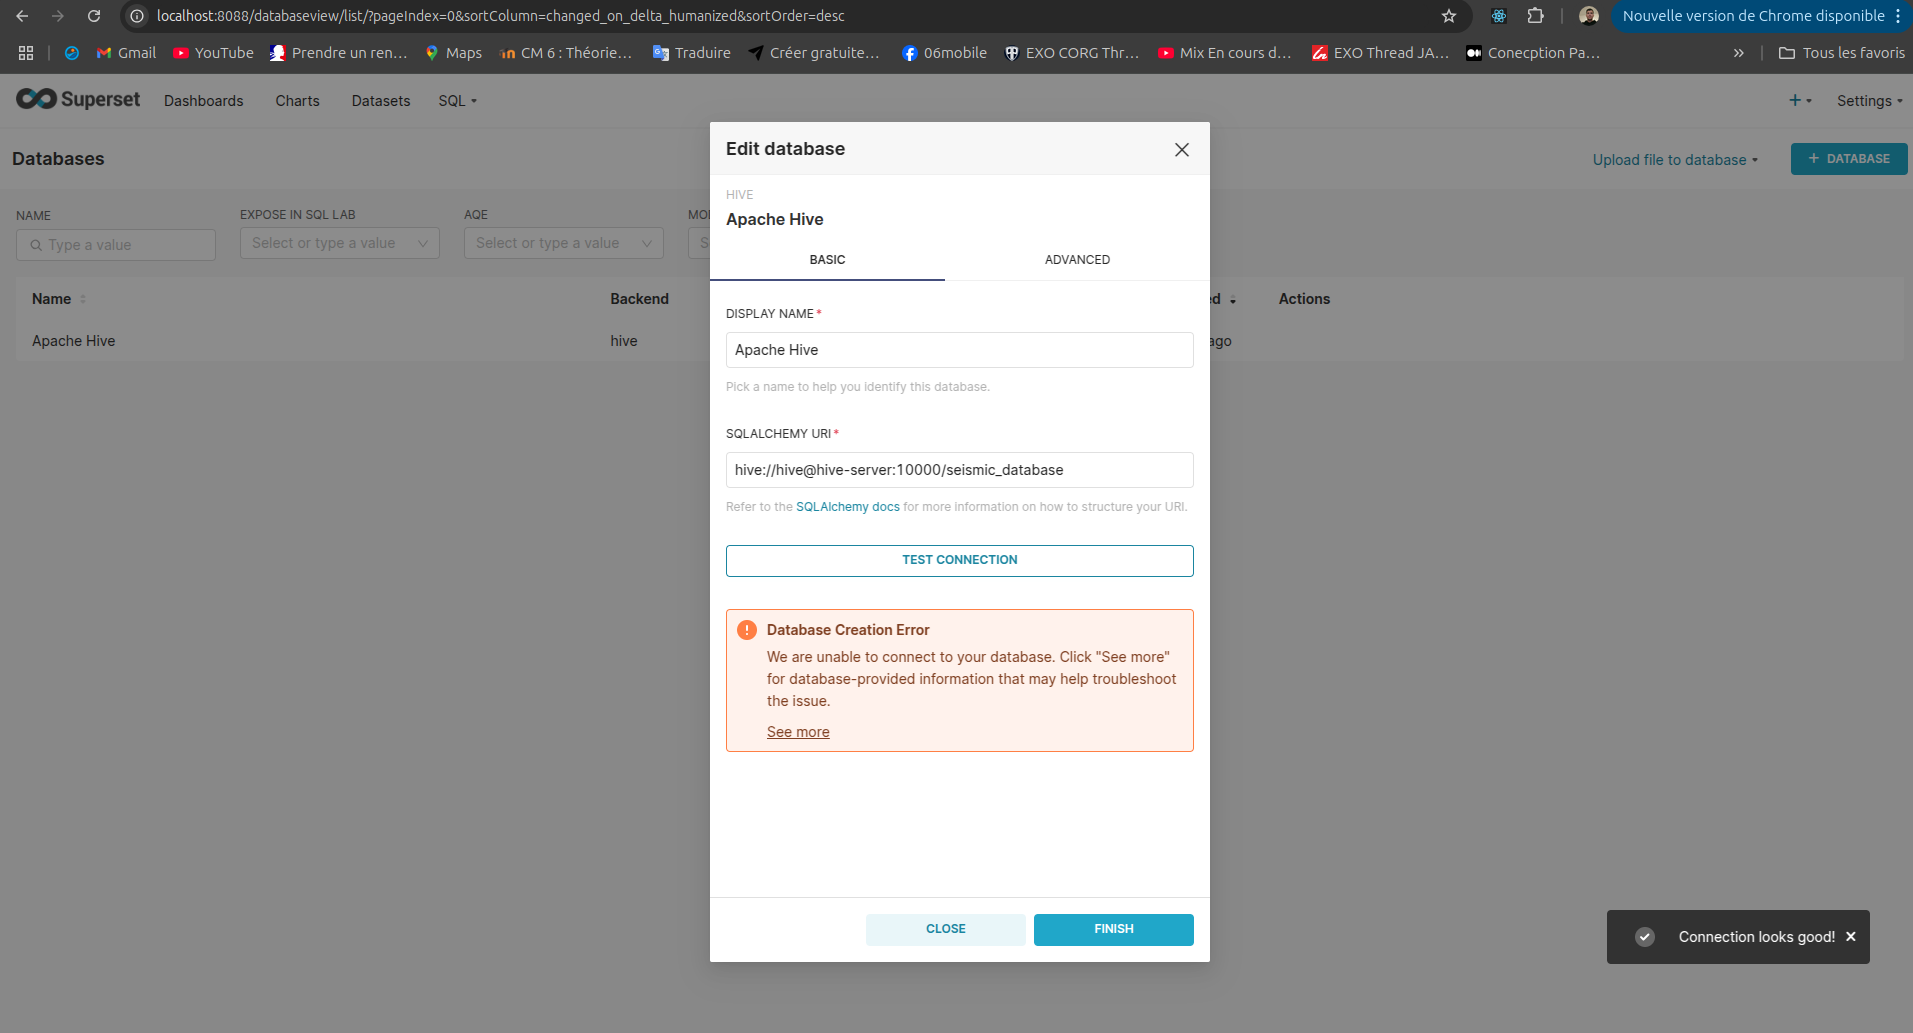 localhost:8088/databaseview/list/?pageIndex=0&sortColumn=changed_on_delta_humanized&sortOrder=desc
Nouvelle version de Chrome disponible
Gmail
YouTube
Prendre un ren...
Maps
CM 6 : Théorie...
Traduire
Créer gratuite...
06mobile
EXO CORG Thr...
Mix En cours d...
EXO Thread JA...
Conecption Pa...
»
Tous les favoris
Superset
Dashboards
Charts
Datasets
SQL
+
Settings
Databases
Upload file to database
+ DATABASE
NAME
EXPOSE IN SQL LAB
AQE
Type a value
Select or type a value
Select or type a value
S
Name
Backend
ed
Actions
Apache Hive
hive
ago
Edit database
HIVE
Apache Hive
BASIC
ADVANCED
DISPLAY NAME*
Apache Hive
Pick a name to help you identify this database.
SQLALCHEMY URI*
hive://hive@hive-server:10000/seismic_database
Refer to the SQLAlchemy docs for more information on how to structure your URI.
TEST CONNECTION
Database Creation Error
We are unable to connect to your database. Click "See more"
for database-provided information that may help troubleshoot
the issue.
See more
CLOSE
FINISH
Connection looks good!